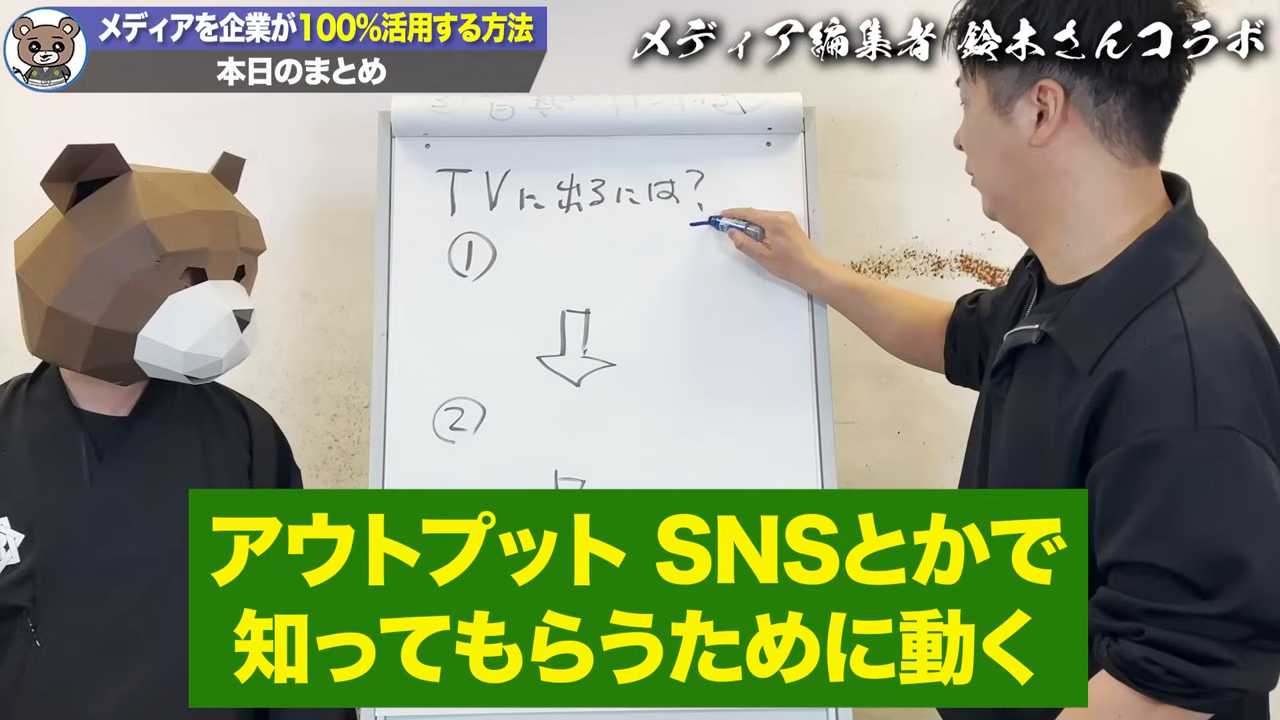 メディアを企業が100%活用する方法
本日のまとめ
メディア編集者 鈴木さんコラボ
TVに出るには?
①
②
アウトプット SNSとかで
知ってもらうために動く